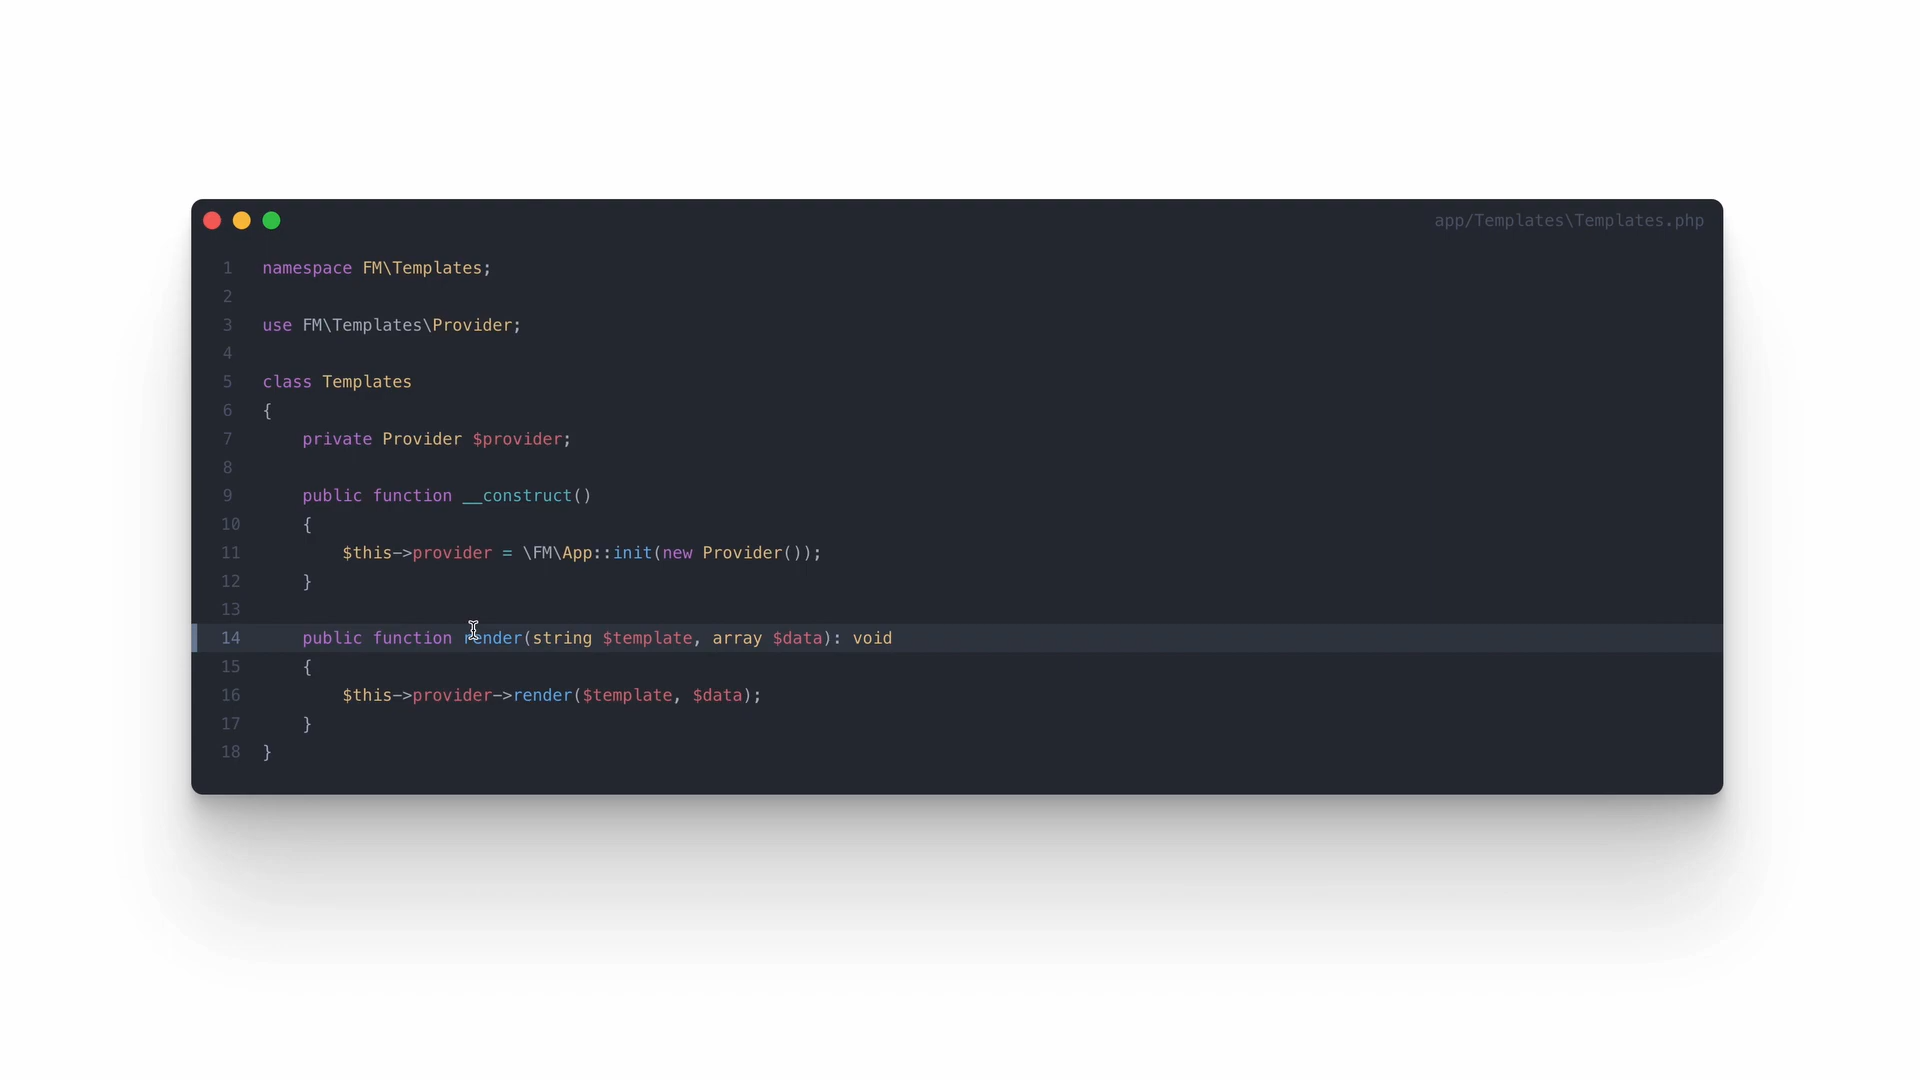 app/Templates\Templates.php
1 namespace FM\Templates;
2
3 use FM\Templates\Provider;
4
5 class Templates
6 {
7     private Provider $provider;
8
9     public function __construct()
10     {
11         $this->provider = \FM\App::init(new Provider());
12     }
13
14     public function render(string $template, array $data): void
15     {
16         $this->provider->render($template, $data);
17     }
18 }